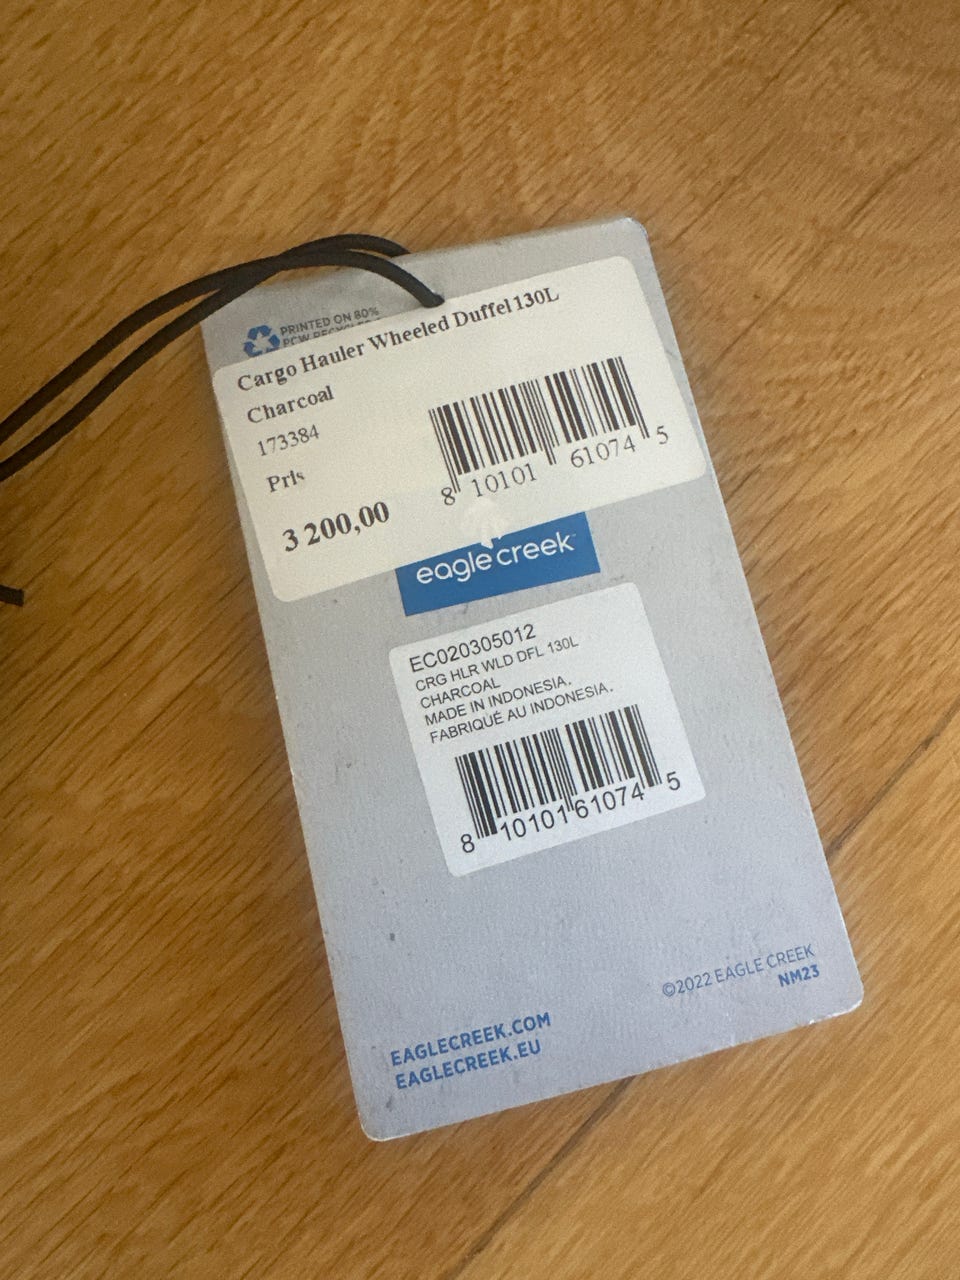 PRINTED ON 80%
PCW RECYCLED
Cargo Hauler Wheeled Duffel 130L
Charcoal
173384
Pris
3 200,00
8 10101 61074 5
eagle creek
EC020305012
CRG HLR WLD DFL 130L
CHARCOAL
MADE IN INDONESIA.
FABRIQUÉ AU INDONESIA.
8 10101 61074 5
©2022 EAGLE CREEK
NM23
EAGLECREEK.COM
EAGLECREEK.EU